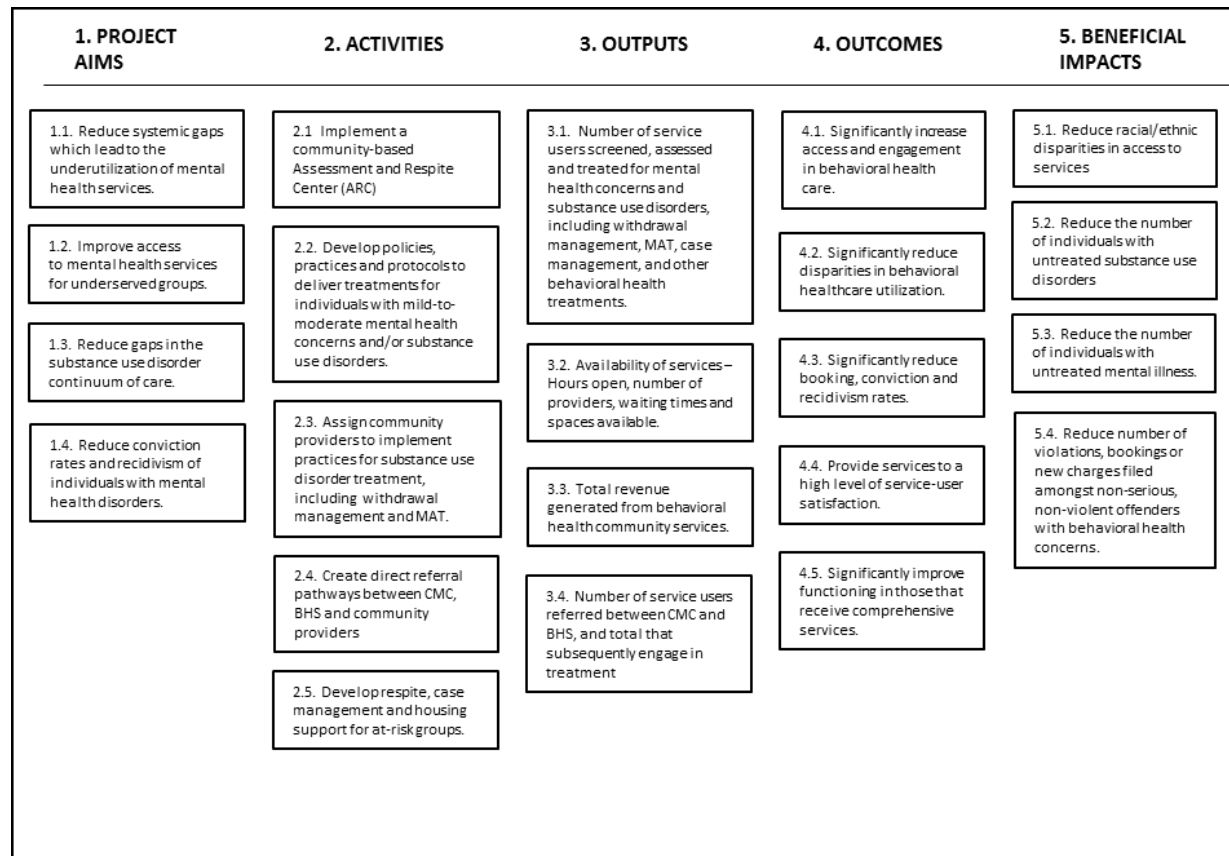 1. PROJECT
AIMS
2. ACTIVITIES
3. OUTPUTS
4. OUTCOMES
5. BENEFICIAL
IMPACTS
1.1. Reduce systemic gaps
which lead to the
underutilization of mental
health services.
1.2. Improve access
to mental health services
for underserved groups.
1.3. Reduce gaps in the
substance use disorder
continuum of care.
1.4. Reduce conviction
rates and recidivism of
individuals with mental
health disorders.
2.1 Implement a
community-based
Assessment and Respite
Center (ARC)
2.2. Develop policies,
practices and protocols to
deliver treatments for
individuals with mild-to-
moderate mental health
concerns and/or substance
use disorders.
2.3. Assign community
providers to implement
practices for substance use
disorder treatment,
including withdrawal
management and MAT.
2.4. Create direct referral
pathways between CMC,
BHS and community
providers
2.5. Develop respite, case
management and housing
support for at-risk groups.
3.1. Number of service
users screened, assessed
and treated for mental
health concerns and
substance use disorders,
including withdrawal
management, MAT, case
management, and other
behavioral health
treatments.
3.2. Availability of services –
Hours open, number of
providers, waiting times and
spaces available.
3.3. Total revenue
generated from behavioral
health community services.
3.4. Number of service users
referred between CMC and
BHS, and total that
subsequently engage in
treatment
4.1. Significantly increase
access and engagement
in behavioral health
care.
4.2. Significantly reduce
disparities in behavioral
healthcare utilization.
4.3. Significantly reduce
booking, conviction and
recidivism rates.
4.4. Provide services to a
high level of service-user
satisfaction.
4.5. Significantly improve
functioning in those that
receive comprehensive
services.
5.1. Reduce racial/ethnic
disparities in access to
services
5.2. Reduce the number
of individuals with
untreated substance use
disorders
5.3. Reduce the number
of individuals with
untreated mental illness.
5.4. Reduce number of
violations, bookings or
new charges filed
amongst non-serious,
non-violent offenders
with behavioral health
concerns.